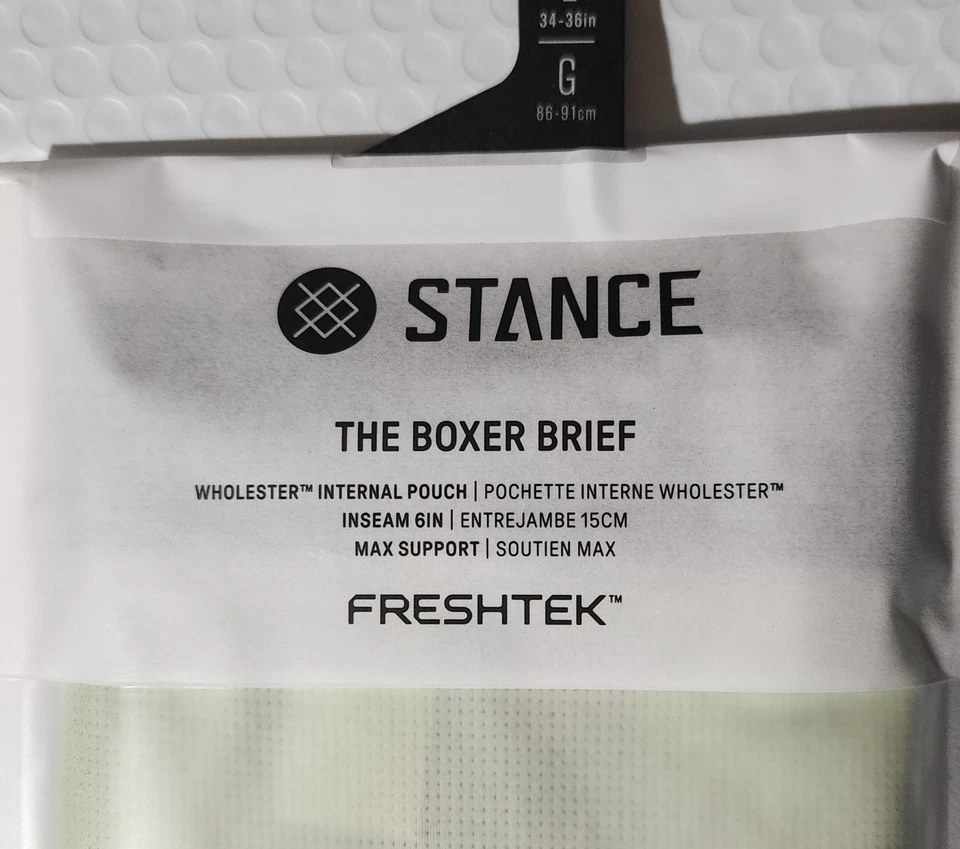 34-36in
G
86-91cm
STANCE
THE BOXER BRIEF
WHOLESTER™ INTERNAL POUCH | POCHETTE INTERNE WHOLESTER™
INSEAM 6IN | ENTREJAMBE 15CM
MAX SUPPORT | SOUTIEN MAX
FRESHTEK™